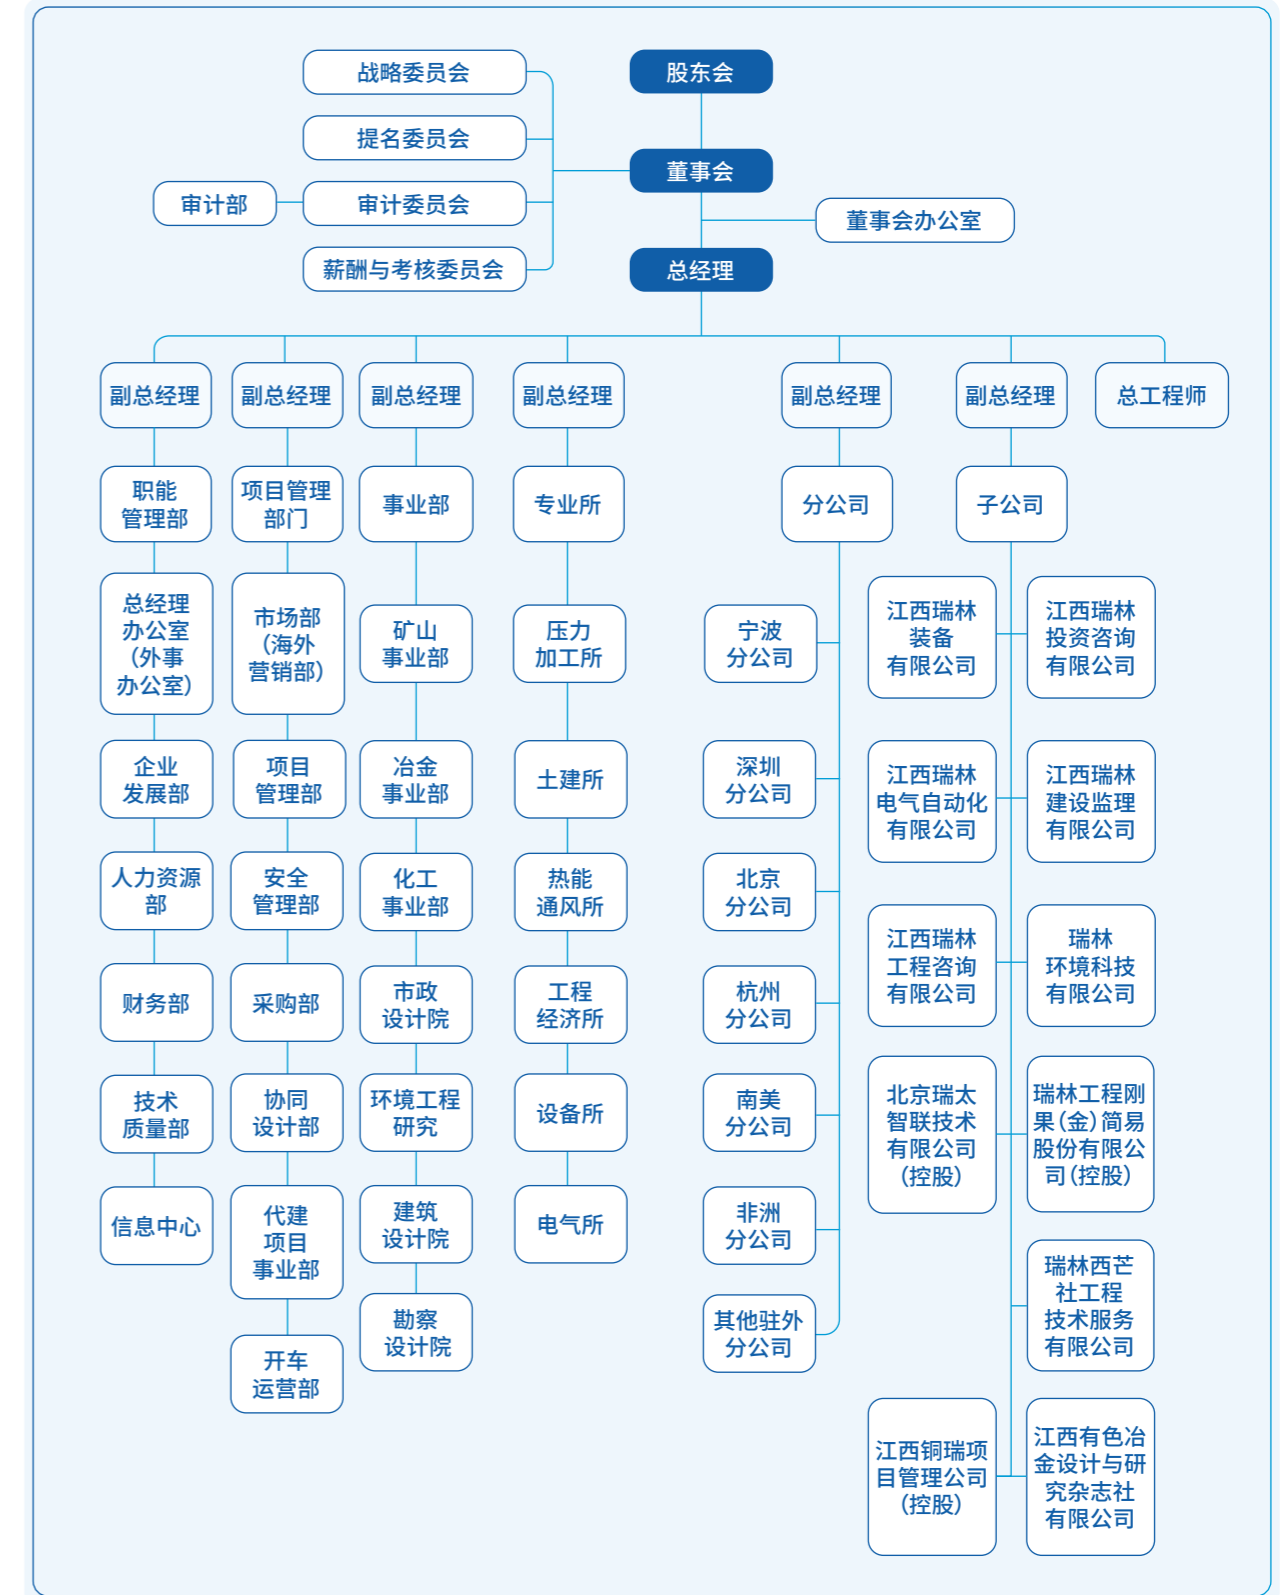 战略委员会
股东会
提名委员会
董事会
审计部
审计委员会
董事会办公室
薪酬与考核委员会
总经理
副总经理
副总经理
副总经理
副总经理
副总经理
副总经理
总工程师
职能
管理部
总经理
办公室
（外事
办公室）
企业
发展部
人力资源
部
财务部
技术
质量部
信息中心
项目管理
部门
市场部
（海外
营销部）
项目
管理部
安全
管理部
采购部
协同
设计部
代建
项目
事业部
开车
运营部
事业部
矿山
事业部
冶金
事业部
化工
事业部
市政
设计院
环境工程
研究
建筑
设计院
勘察
设计院
专业所
压力
加工所
土建所
热能
通风所
工程
经济所
设备所
电气所
分公司
宁波
分公司
深圳
分公司
北京
分公司
杭州
分公司
南美
分公司
非洲
分公司
其他驻外
分公司
子公司
江西瑞林
装备
有限公司
江西瑞林
投资咨询
有限公司
江西瑞林
电气自动化
有限公司
江西瑞林
建设监理
有限公司
江西瑞林
工程咨询
有限公司
瑞林
环境科技
有限公司
北京瑞太
智联技术
有限公司
（控股）
瑞林工程刚
果（金）简易
股份有限公
司（控股）
瑞林西芒
社工程
技术服务
有限公司
江西铜瑞项
目管理公司
（控股）
江西有色冶
金设计与研
究杂志社
有限公司